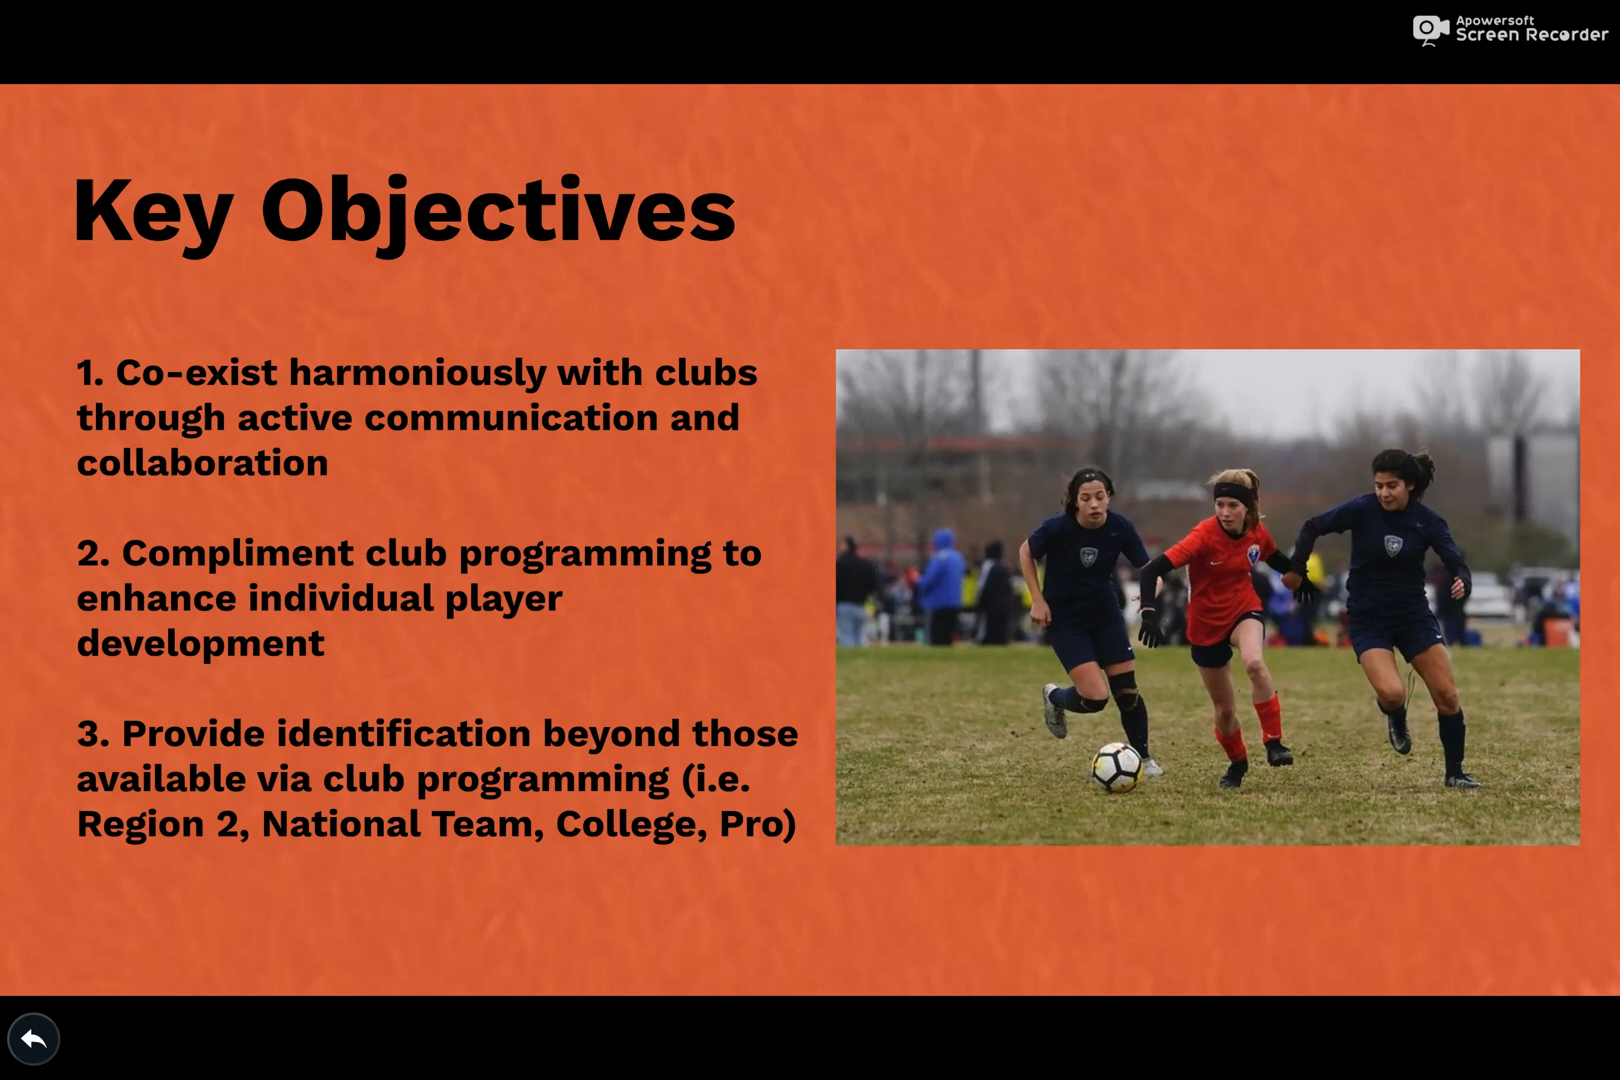 Apowersoft
Screen Recorder
Key Objectives
1. Co-exist harmoniously with clubs
through active communication and
collaboration
2. Compliment club programming to
enhance individual player
development
3. Provide identification beyond those
available via club programming (i.e.
Region 2, National Team, College, Pro)